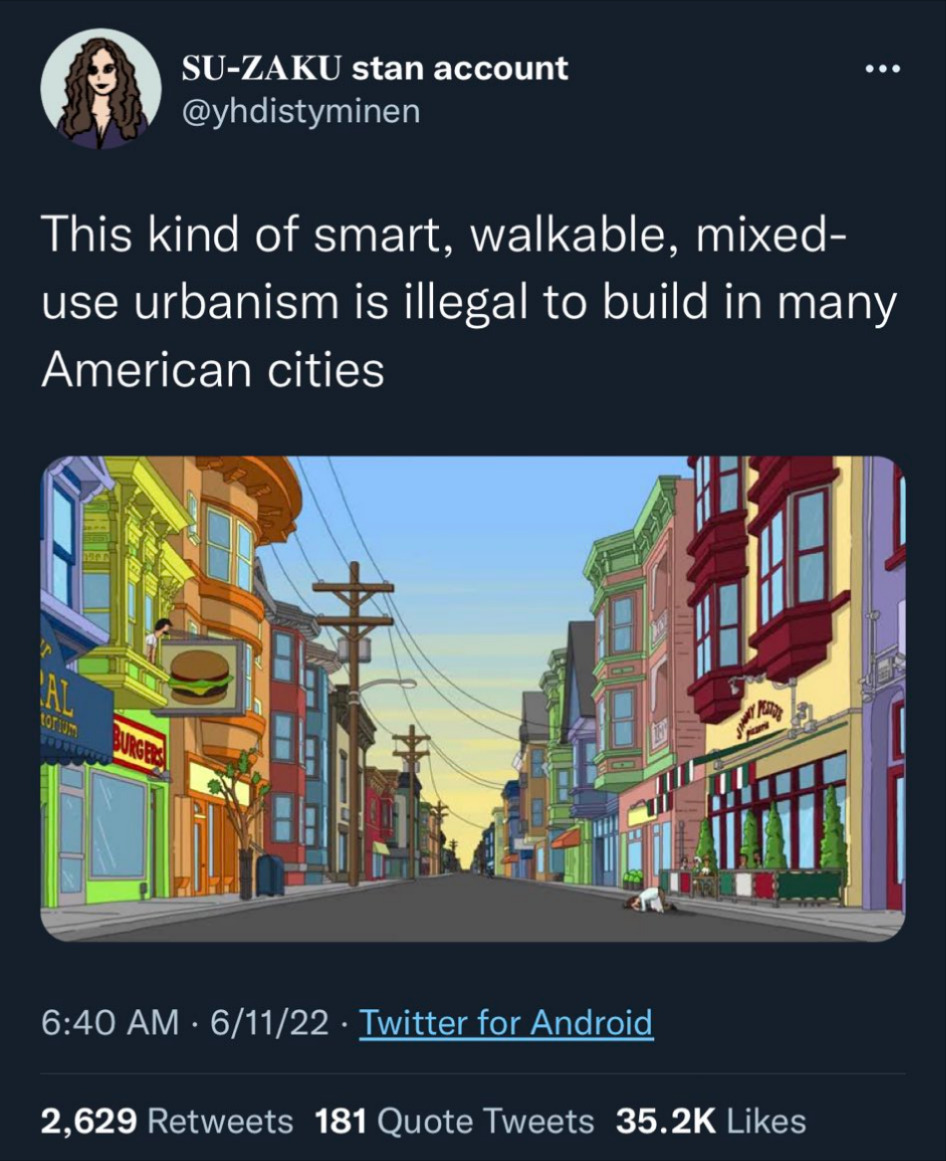 SU-ZAKU stan account
@yhdistyminen
This kind of smart, walkable, mixed-
use urbanism is illegal to build in many
American cities
AL
torium
BURGERS
JIMMY PESTO'S
PIZZERIA
6:40 AM · 6/11/22 · Twitter for Android
2,629 Retweets 181 Quote Tweets 35.2K Likes